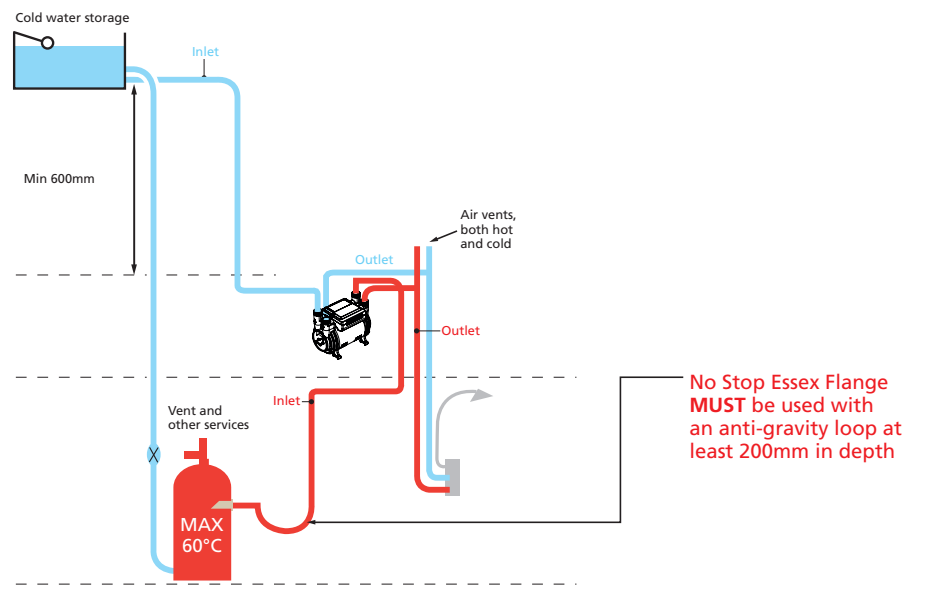 Cold water storage
Inlet
Min 600mm
Air vents,
both hot
and cold
Outlet
Outlet
No Stop Essex Flange
MUST be used with
an anti-gravity loop at
least 200mm in depth
Inlet
Vent and
other services
MAX
60°C